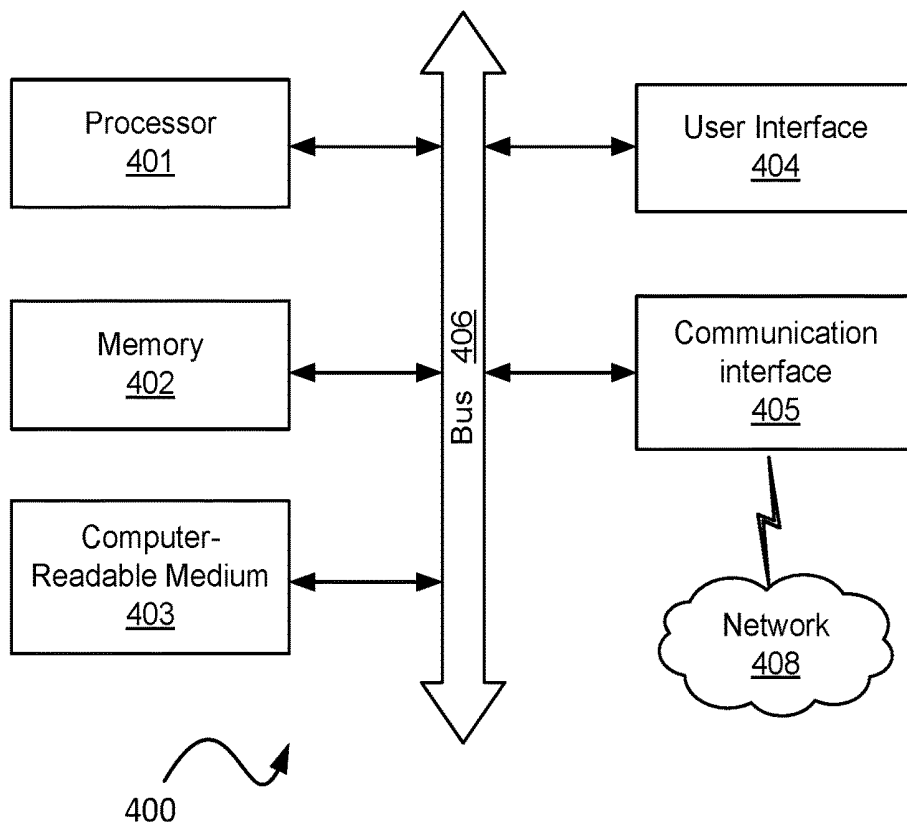 Processor
401
Memory
402
Computer-
Readable Medium
403
Bus 406
User Interface
404
Communication
interface
405
Network
408
400